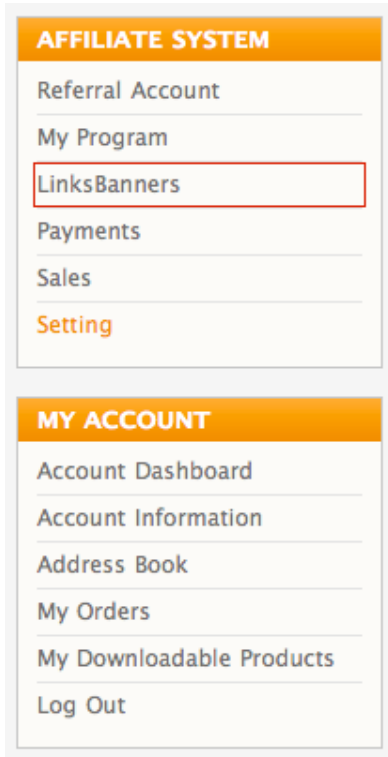 AFFILIATE SYSTEM
Referral Account
My Program
LinksBanners
Payments
Sales
Setting
MY ACCOUNT
Account Dashboard
Account Information
Address Book
My Orders
My Downloadable Products
Log Out